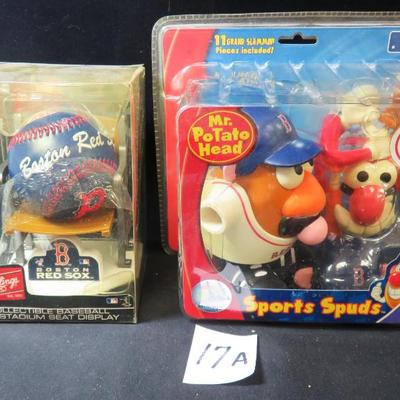 11 GRAND SLAMMIN'
Pieces included!
Mr.
PoTato
Head
Boston Red
B
BOSTON
RED SOX
COLLECTIBLE BASEBALL
STADIUM SEAT DISPLAY
Sports Spuds
17A